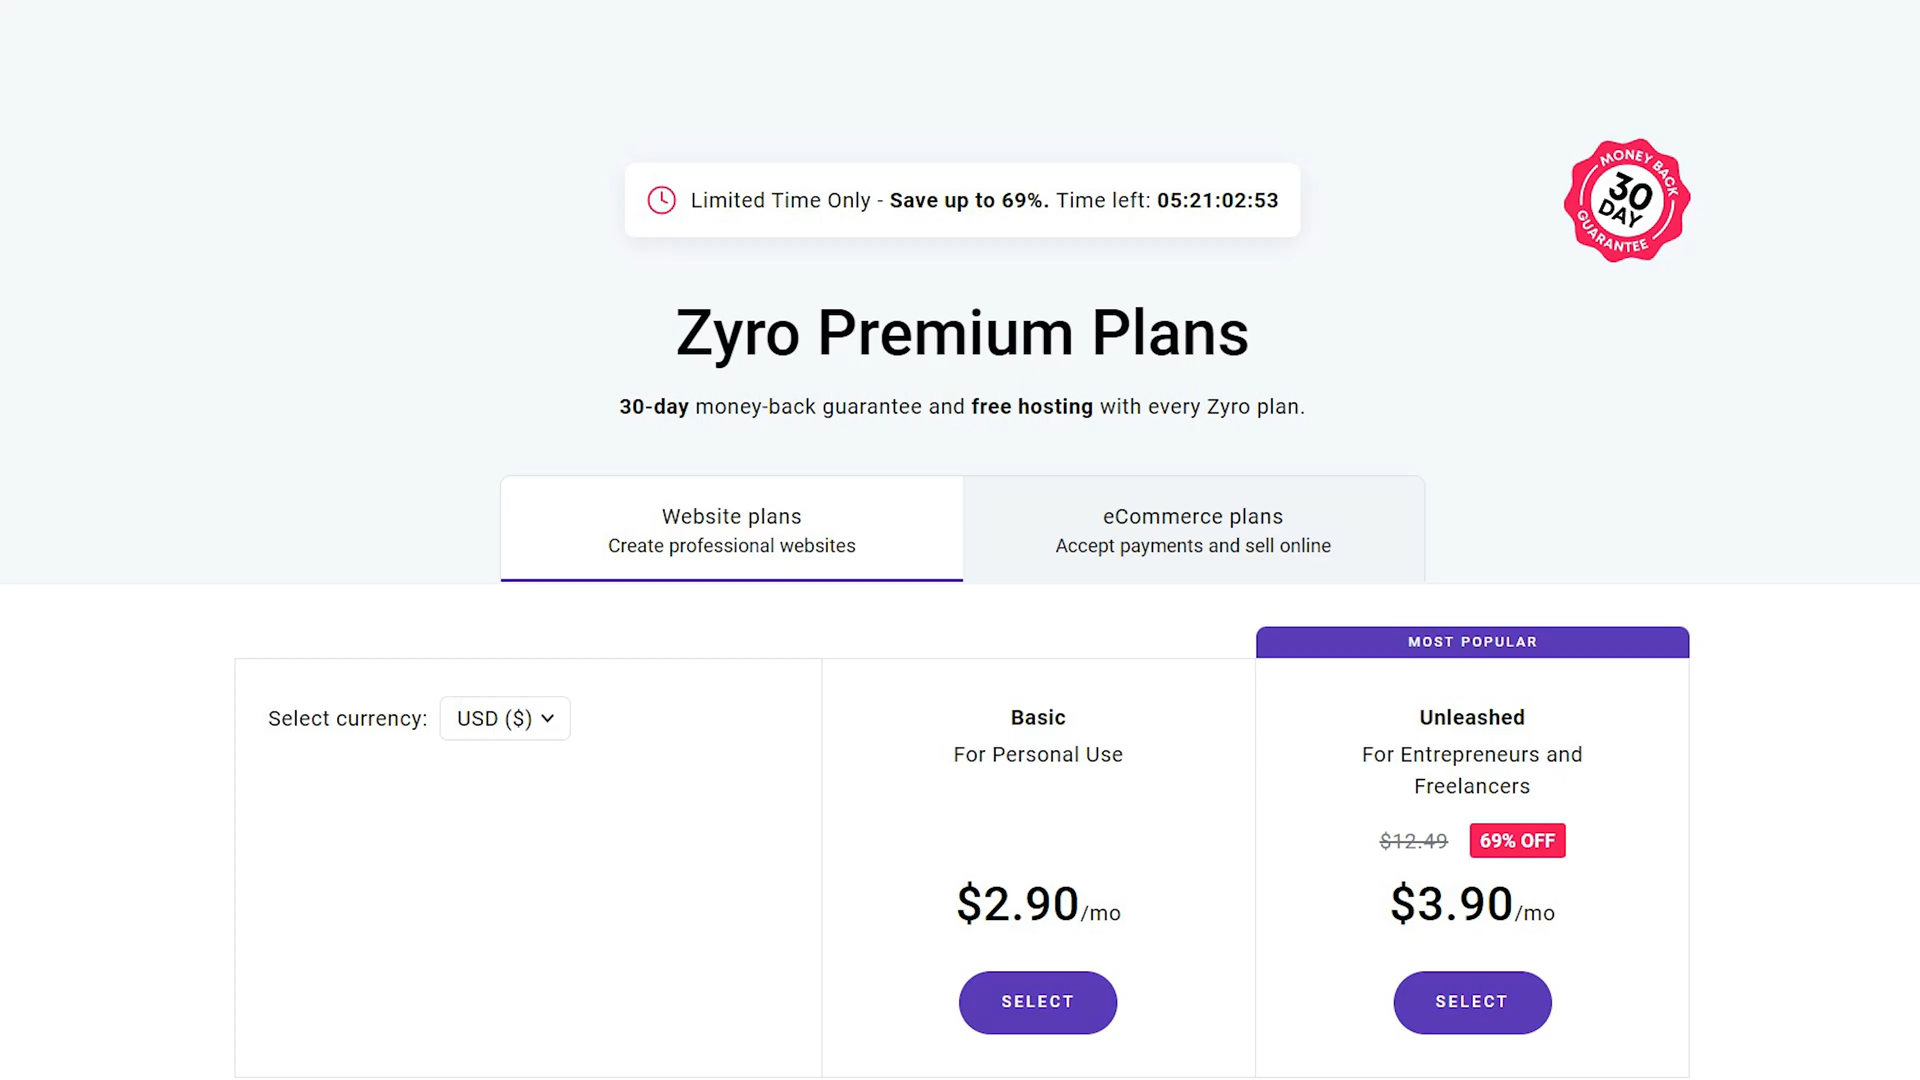 Limited Time Only - Save up to 69%. Time left: 05:21:02:53
MONEY BACK
30
DAY
GUARANTEE
Zyro Premium Plans
30-day money-back guarantee and free hosting with every Zyro plan.
Website plans
Create professional websites
eCommerce plans
Accept payments and sell online
MOST POPULAR
Select currency: USD ($)
Basic
For Personal Use
$2.90/mo
SELECT
Unleashed
For Entrepreneurs and
Freelancers
$12.49 69% OFF
$3.90/mo
SELECT